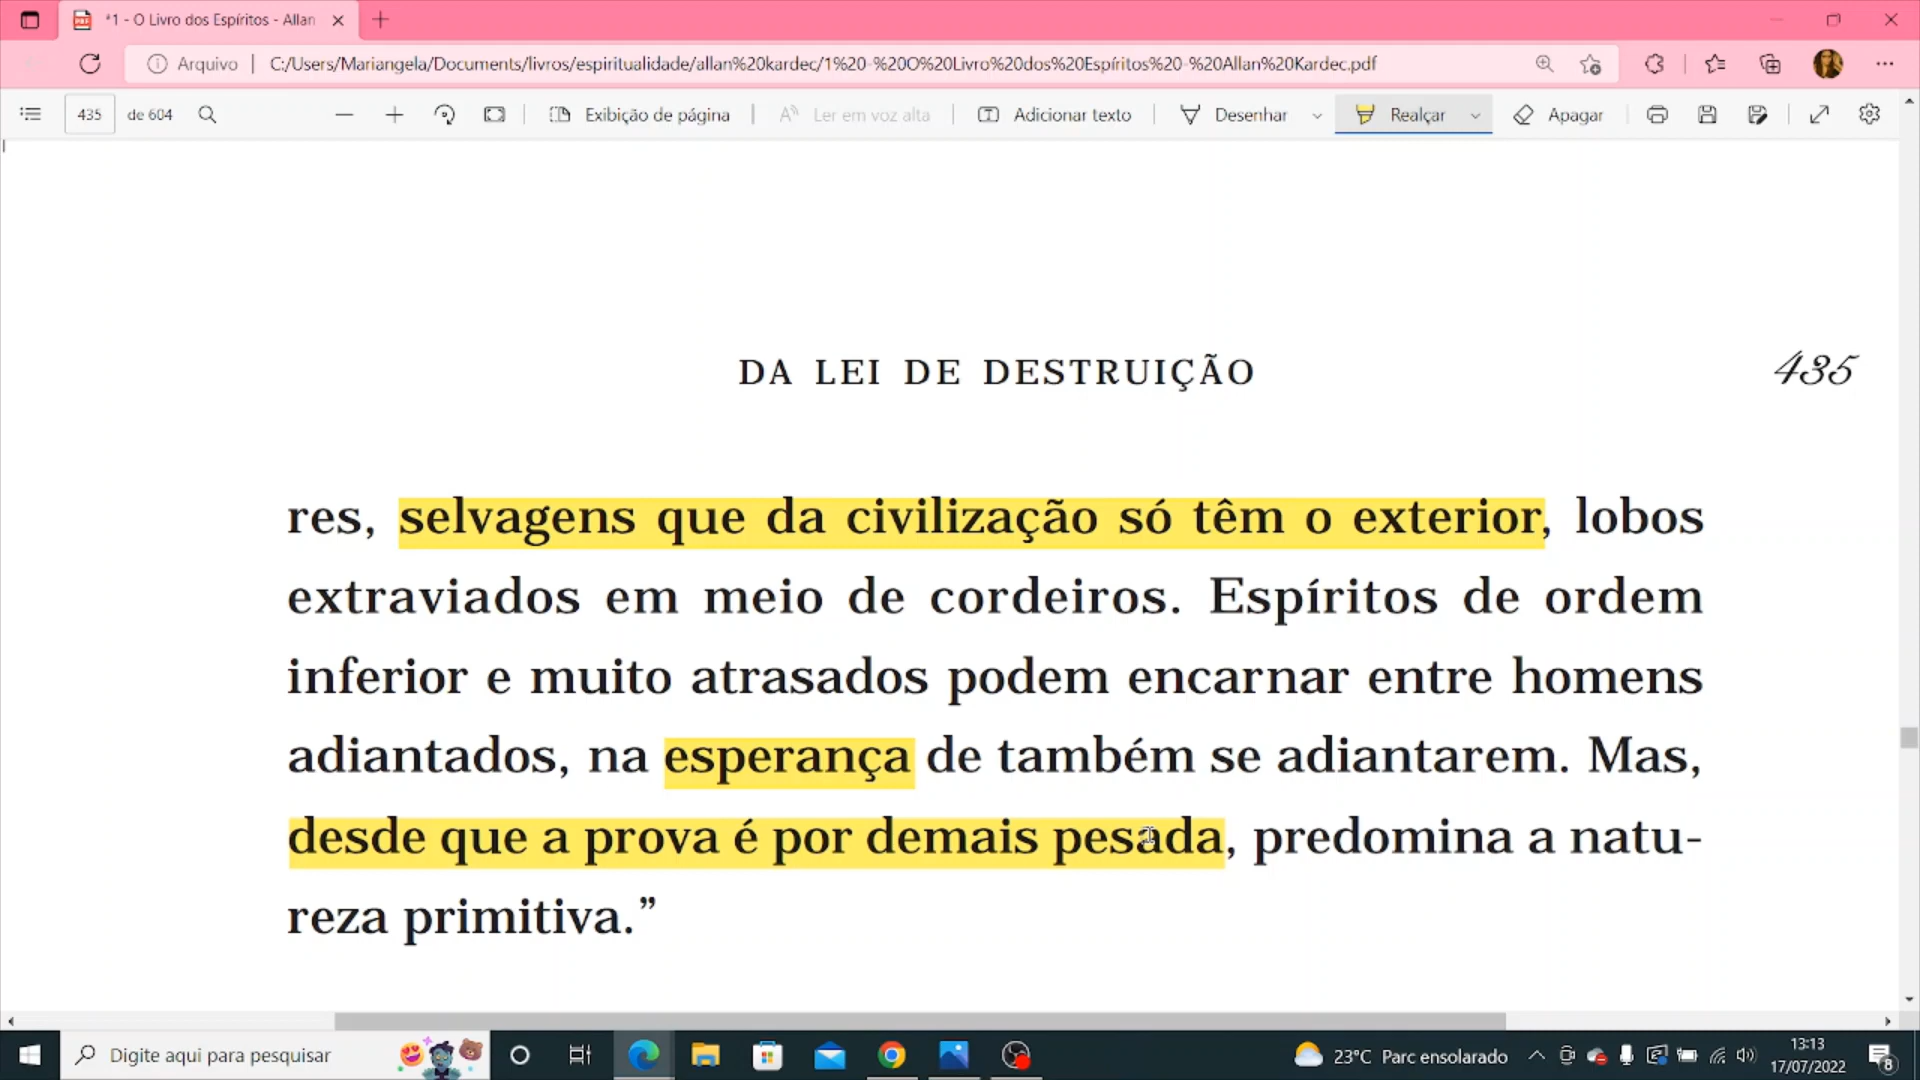 *1 - O Livro dos Espíritos - Allan
Arquivo | C:/Users/Mariangela/Documents/livros/espiritualidade/allan%20kardec/1%20-%20O%20Livro%20dos%20Espíritos%20-%20Allan%20Kardec.pdf
435 de 604 Exibição de página Ler em voz alta Adicionar texto Desenhar Realçar Apagar
DA LEI DE DESTRUIÇÃO 435
res, selvagens que da civilização só têm o exterior, lobos
extraviados em meio de cordeiros. Espíritos de ordem
inferior e muito atrasados podem encarnar entre homens
adiantados, na esperança de também se adiantarem. Mas,
desde que a prova é por demais pesada, predomina a natu-
reza primitiva.”
Digite aqui para pesquisar 23°C Parc ensolarado 13:13
17/07/2022 8